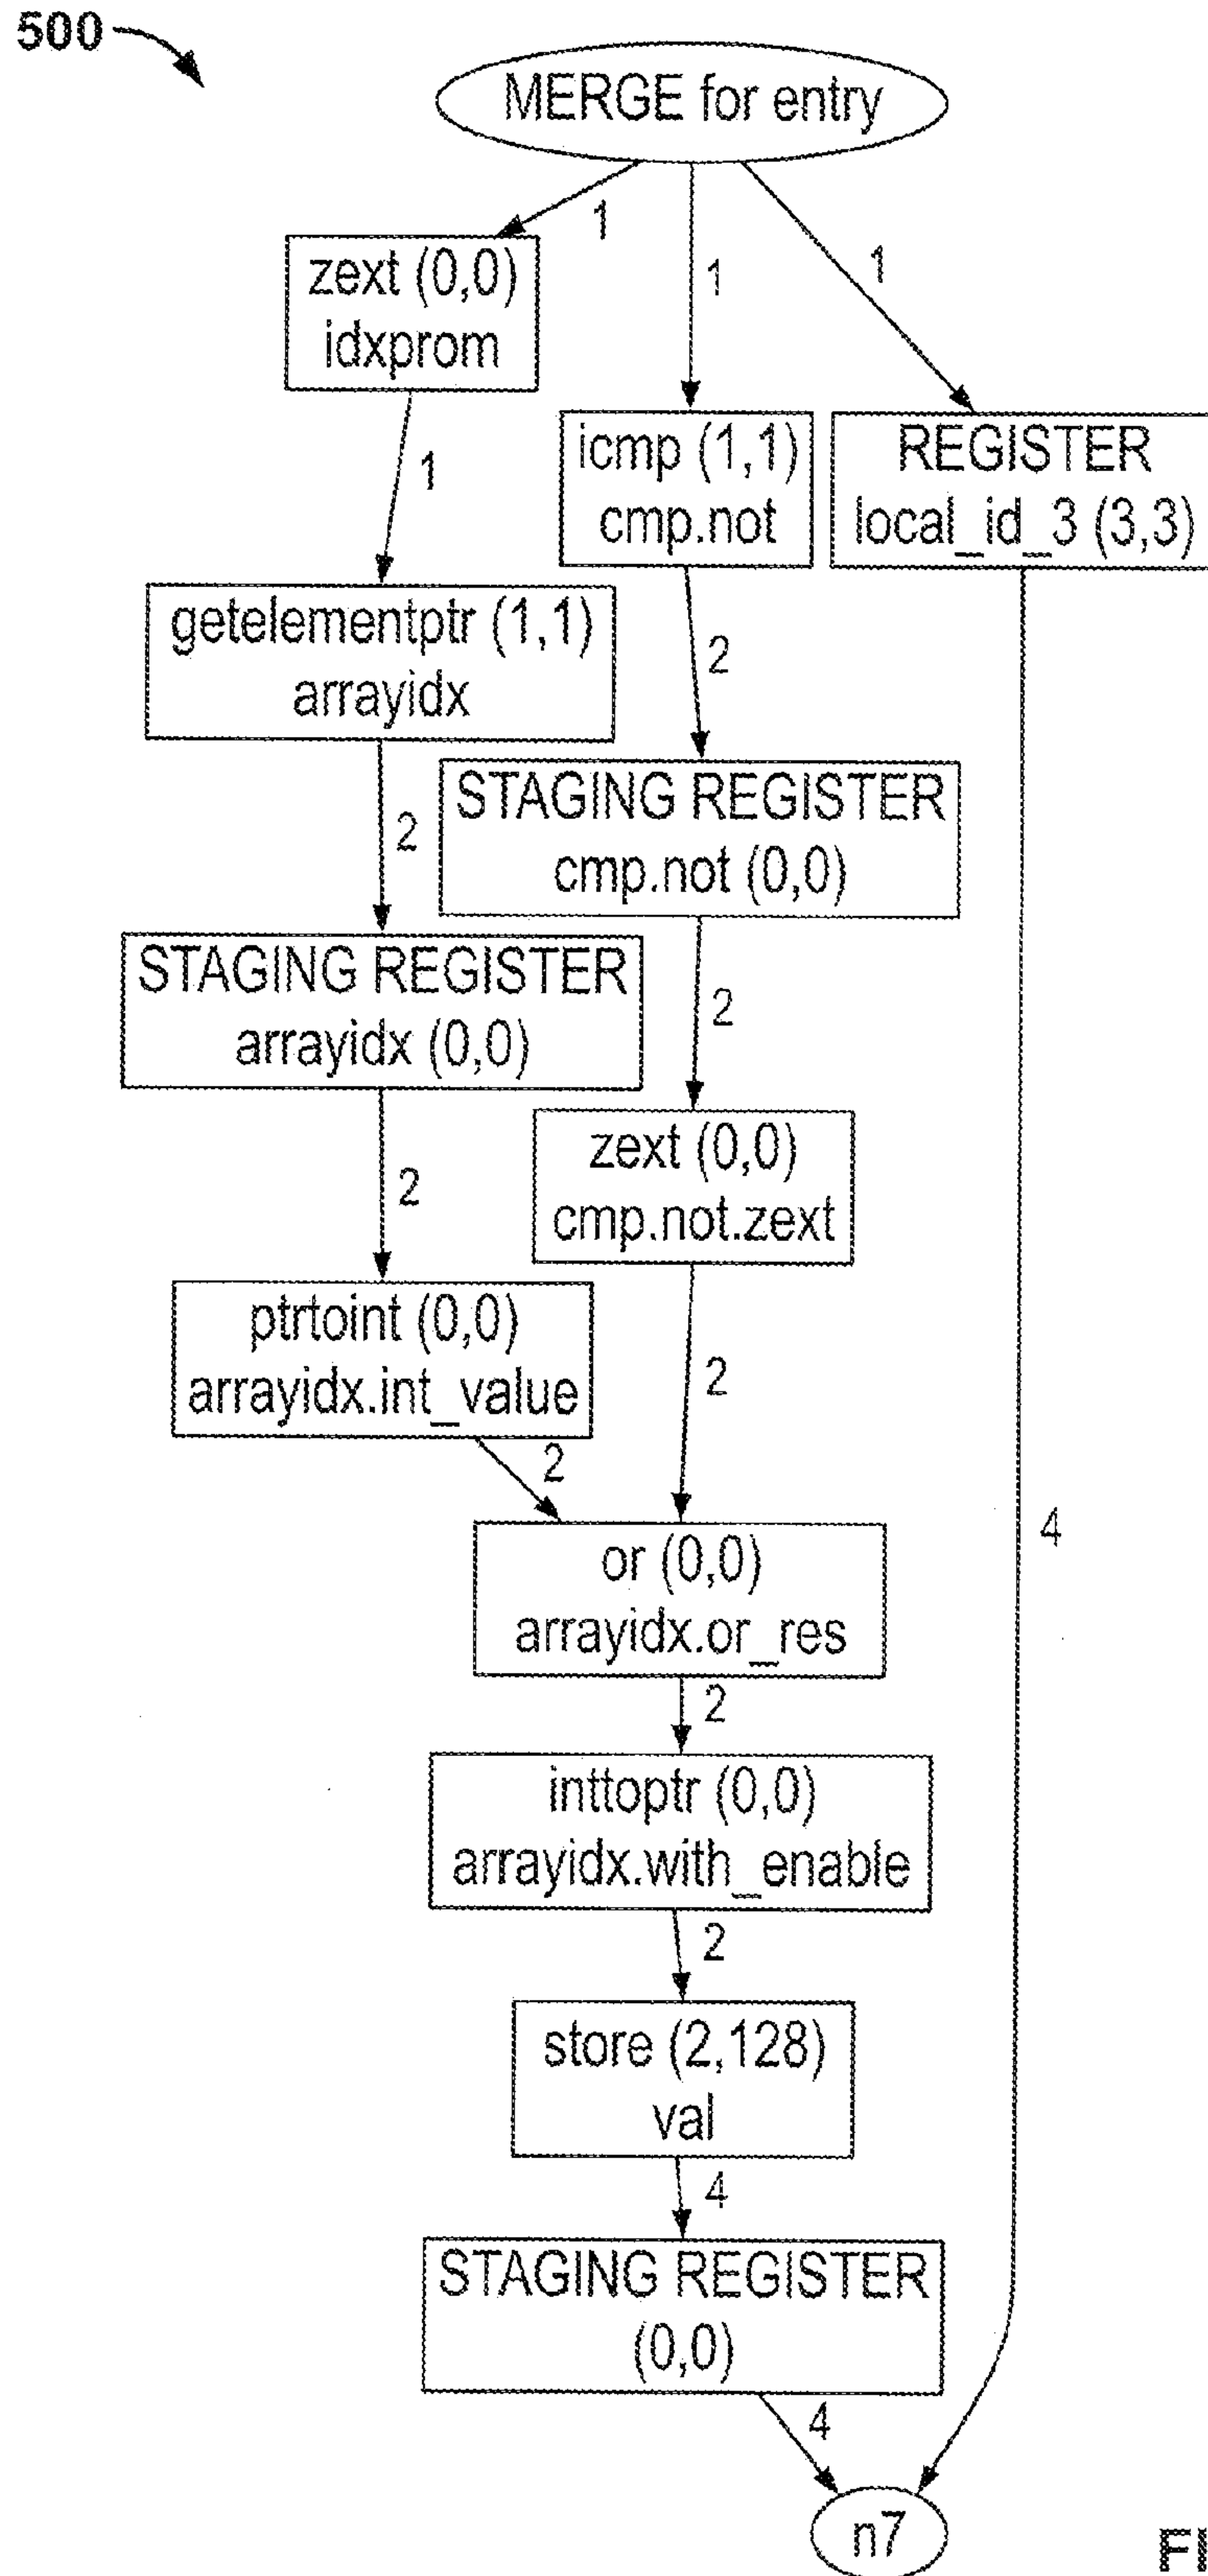 500
MERGE for entry
1
1
1
zext (0,0)
idxprom
1
icmp (1,1)
cmp.not
REGISTER
local_id_3 (3,3)
getelementptr (1,1)
arrayidx
2
STAGING REGISTER
cmp.not (0,0)
2
STAGING REGISTER
arrayidx (0,0)
2
zext (0,0)
cmp.not.zext
2
ptrtoint (0,0)
arrayidx.int_value
2
2
4
or (0,0)
arrayidx.or_res
2
inttoptr (0,0)
arrayidx.with_enable
2
store (2,128)
val
4
STAGING REGISTER
(0,0)
4
n7